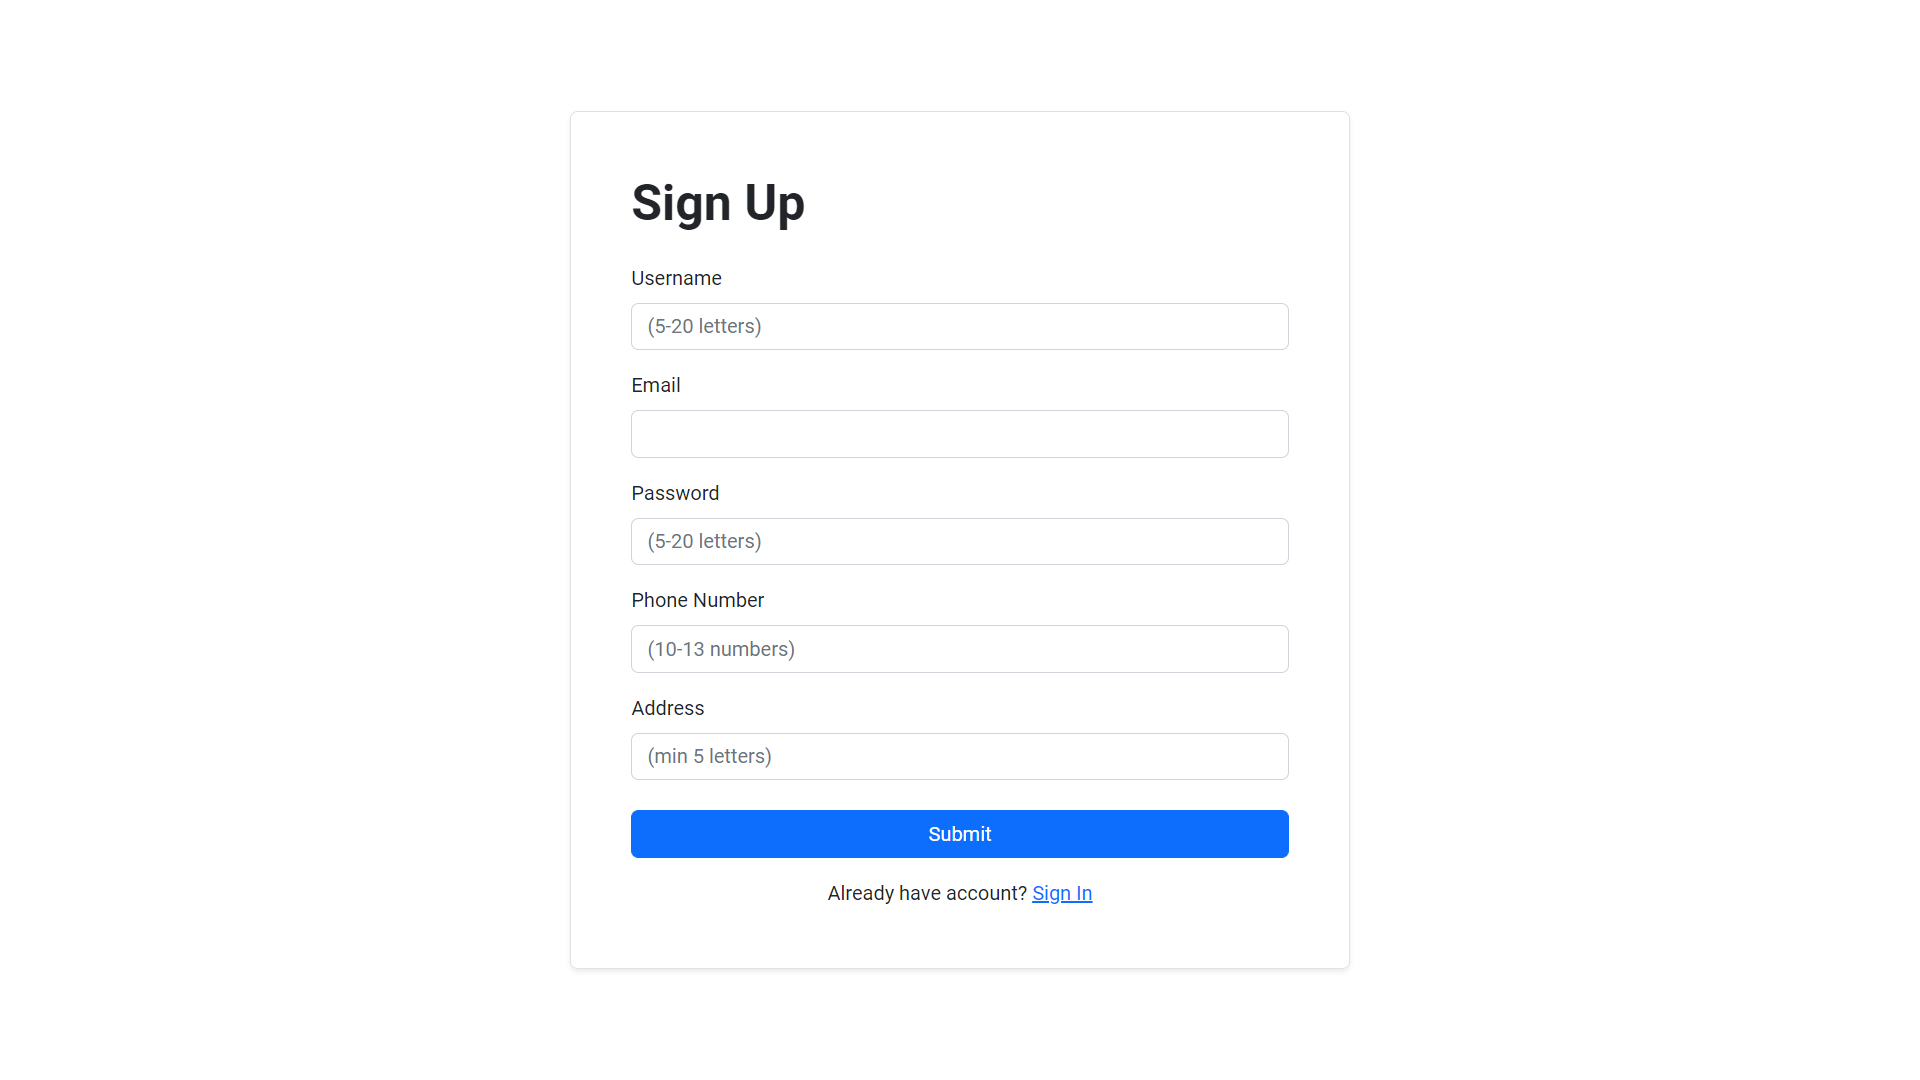 Sign Up
Username
(5-20 letters)
Email
Password
(5-20 letters)
Phone Number
(10-13 numbers)
Address
(min 5 letters)
Submit
Already have account? Sign In